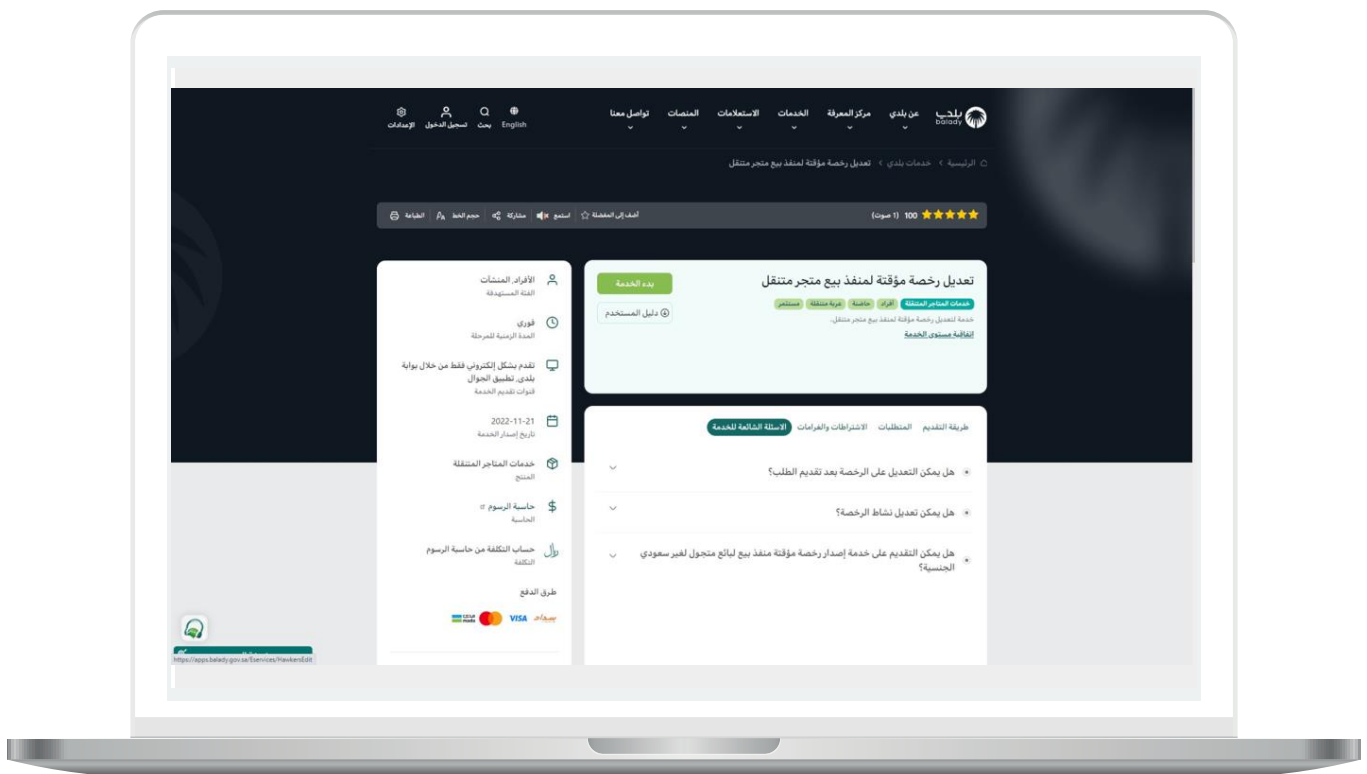 بلدي
balady
عن بلدي
مركز المعرفة
الخدمات
الاستعلامات
المنصات
تواصل معنا
English
بحث
تسجيل الدخول
الإعدادات
الرئيسية > خدمات بلدي > تعديل رخصة مؤقتة لمنفذ بيع متجر متنقل
100 (1 صوت)
أضف إلى المفضلة
استمع
مشاركة
حجم الخط
الطباعة
تعديل رخصة مؤقتة لمنفذ بيع متجر متنقل
خدمات المتاجر المتنقلة
أفراد
حاضنة
عربة متنقلة
مستثمر
خدمة لتعديل رخصة مؤقتة لمنفذ بيع متجر متنقل.
اتفاقية مستوى الخدمة
بدء الخدمة
دليل المستخدم
طريقة التقديم
المتطلبات
الاشتراطات والغرامات
الاسئلة الشائعة للخدمة
هل يمكن التعديل على الرخصة بعد تقديم الطلب؟
هل يمكن تعديل نشاط الرخصة؟
هل يمكن التقديم على خدمة إصدار رخصة مؤقتة منفذ بيع لبائع متجول لغير سعودي
الجنسية؟
الأفراد, المنشآت
الفئة المستهدفة
فوري
المدة الزمنية للمرحلة
تقدم بشكل إلكتروني فقط من خلال بوابة
بلدي, تطبيق الجوال
قنوات تقديم الخدمة
2022-11-21
تاريخ إصدار الخدمة
خدمات المتاجر المتنقلة
المنتج
حاسبة الرسوم
الحاسبة
حساب التكلفة من حاسبة الرسوم
التكلفة
طرق الدفع
سداد
VISA
mada
https://apps.balady.gov.sa/Eservices/HawkersEdit